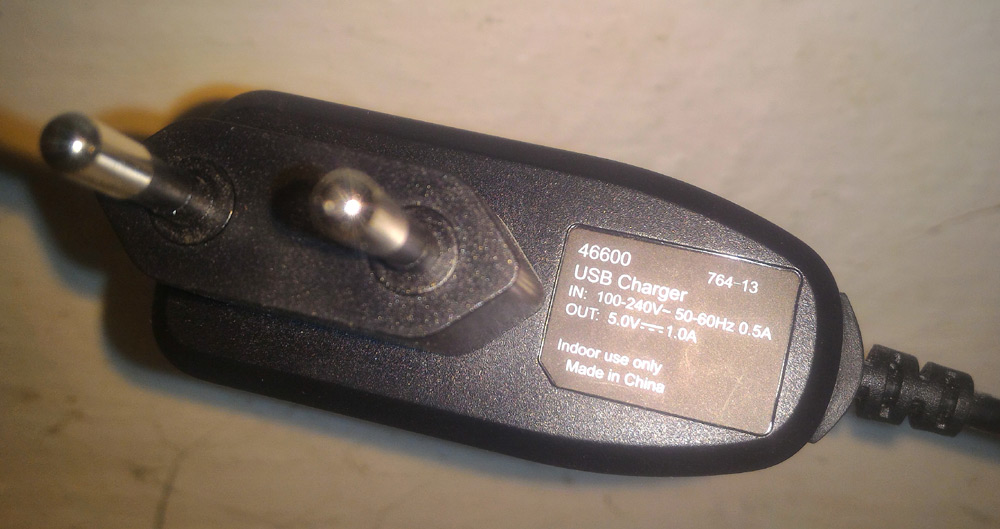 46600 764-13
USB Charger
IN: 100-240V~ 50-60Hz 0.5A
OUT: 5.0V⎓1.0A
Indoor use only
Made in China